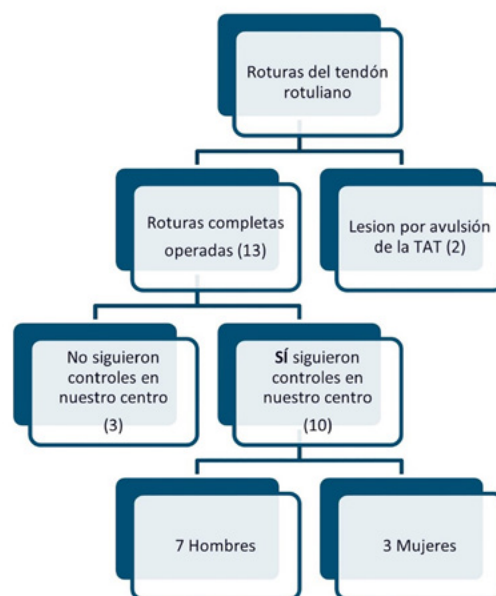 Roturas del tendón
rotuliano
Roturas completas
operadas (13)
Lesion por avulsión
de la TAT (2)
No siguieron
controles en
nuestro centro
(3)
SÍ siguieron
controles en
nuestro centro
(10)
7 Hombres
3 Mujeres